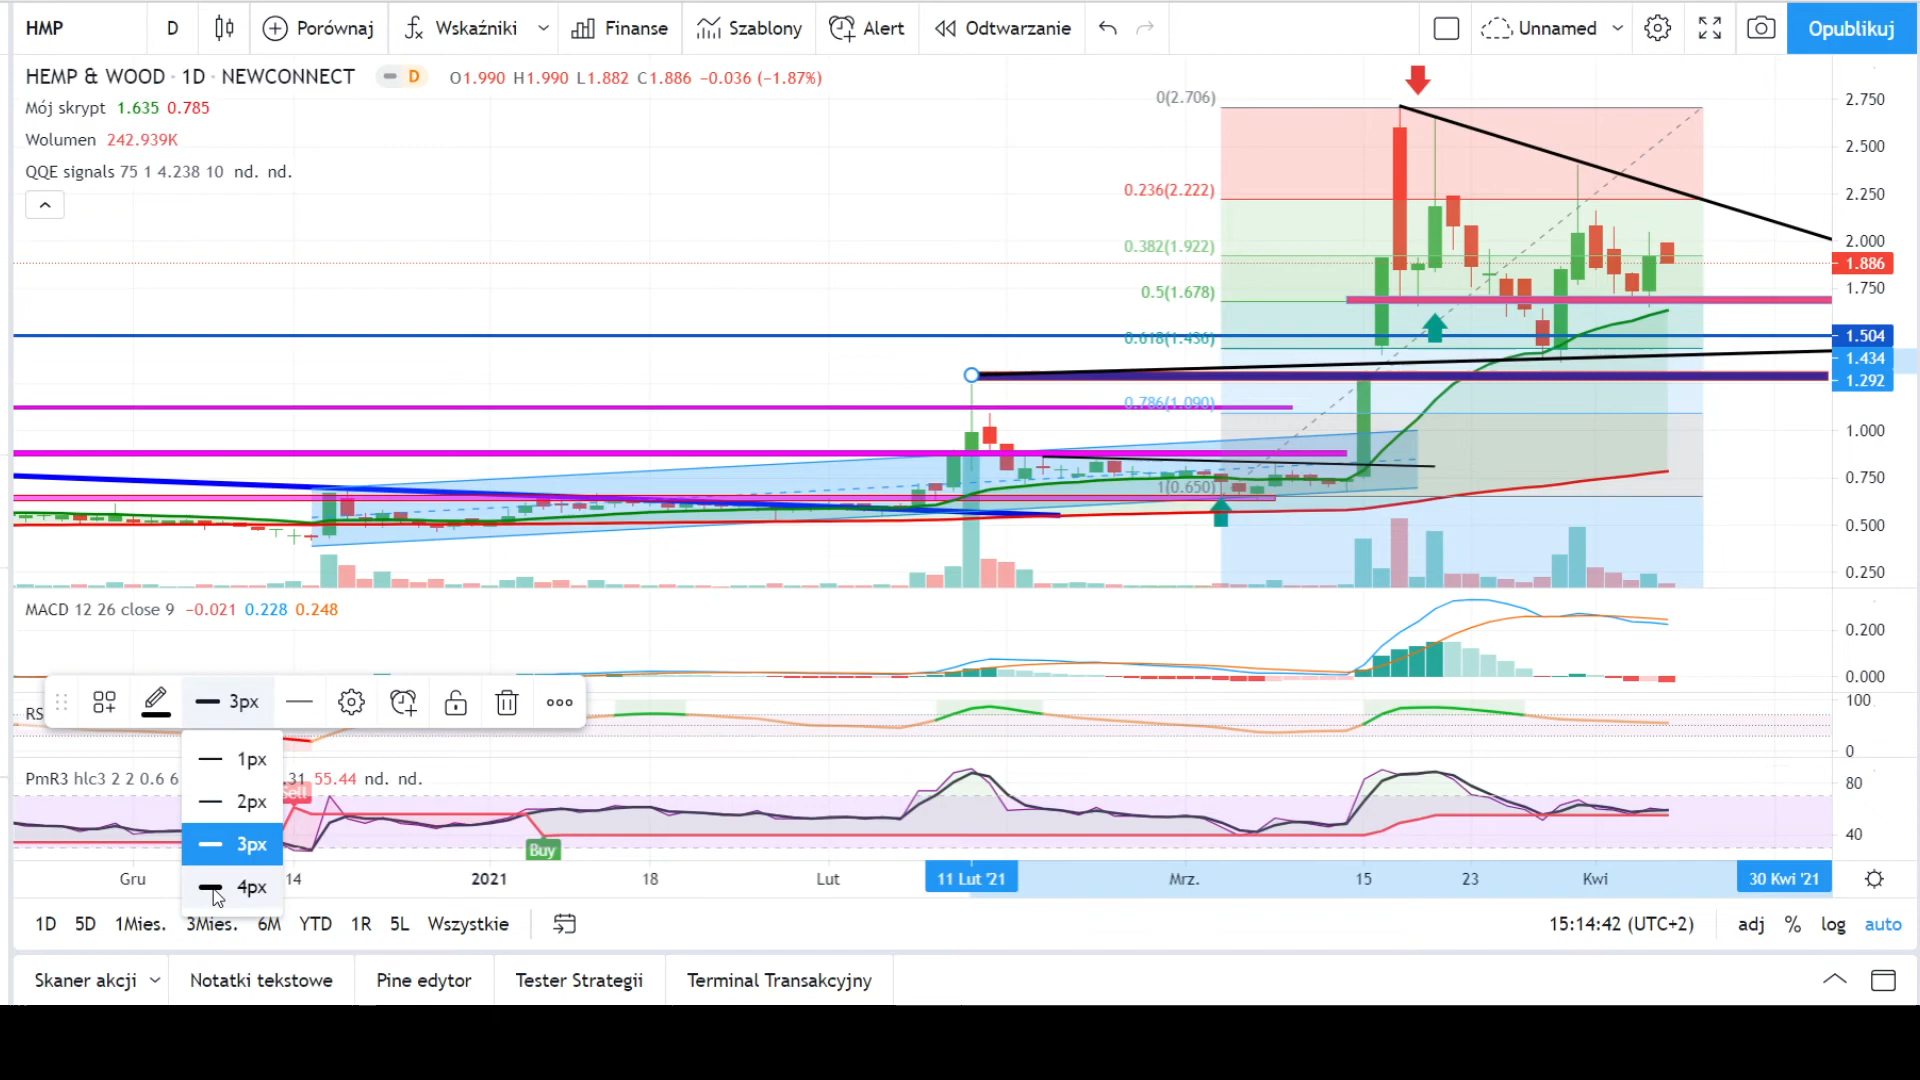 HMP D Porównaj Wskaźniki Finanse Szablony Alert Odtwarzanie Unnamed Opublikuj
HEMP & WOOD · 1D · NEWCONNECT D O1.990 H1.990 L1.882 C1.886 −0.036 (−1.87%)
Mój skrypt 1.635 0.785
Wolumen 242.939K
QQE signals 75 1 4.238 10 nd. nd.
0(2.706)
0.236(2.222)
0.382(1.922)
0.5(1.678)
0.618(1.436)
0.786(1.090)
1(0.650)
2.750
2.500
2.250
2.000
1.886
1.750
1.504
1.434
1.292
1.000
0.750
0.500
0.250
MACD 12 26 close 9 −0.021 0.228 0.248
0.200
0.000
3px
RS
100
0
1px
2px
3px
4px
PmR3 hlc3 2 2 0.6 6 31 55.44 nd. nd.
Sell
Buy
80
40
Gru 14 2021 18 Lut 11 Lut '21 Mrz. 15 23 Kwi 30 Kwi '21
1D 5D 1Mies. 3Mies. 6M YTD 1R 5L Wszystkie 15:14:42 (UTC+2) adj % log auto
Skaner akcji Notatki tekstowe Pine edytor Tester Strategii Terminal Transakcyjny